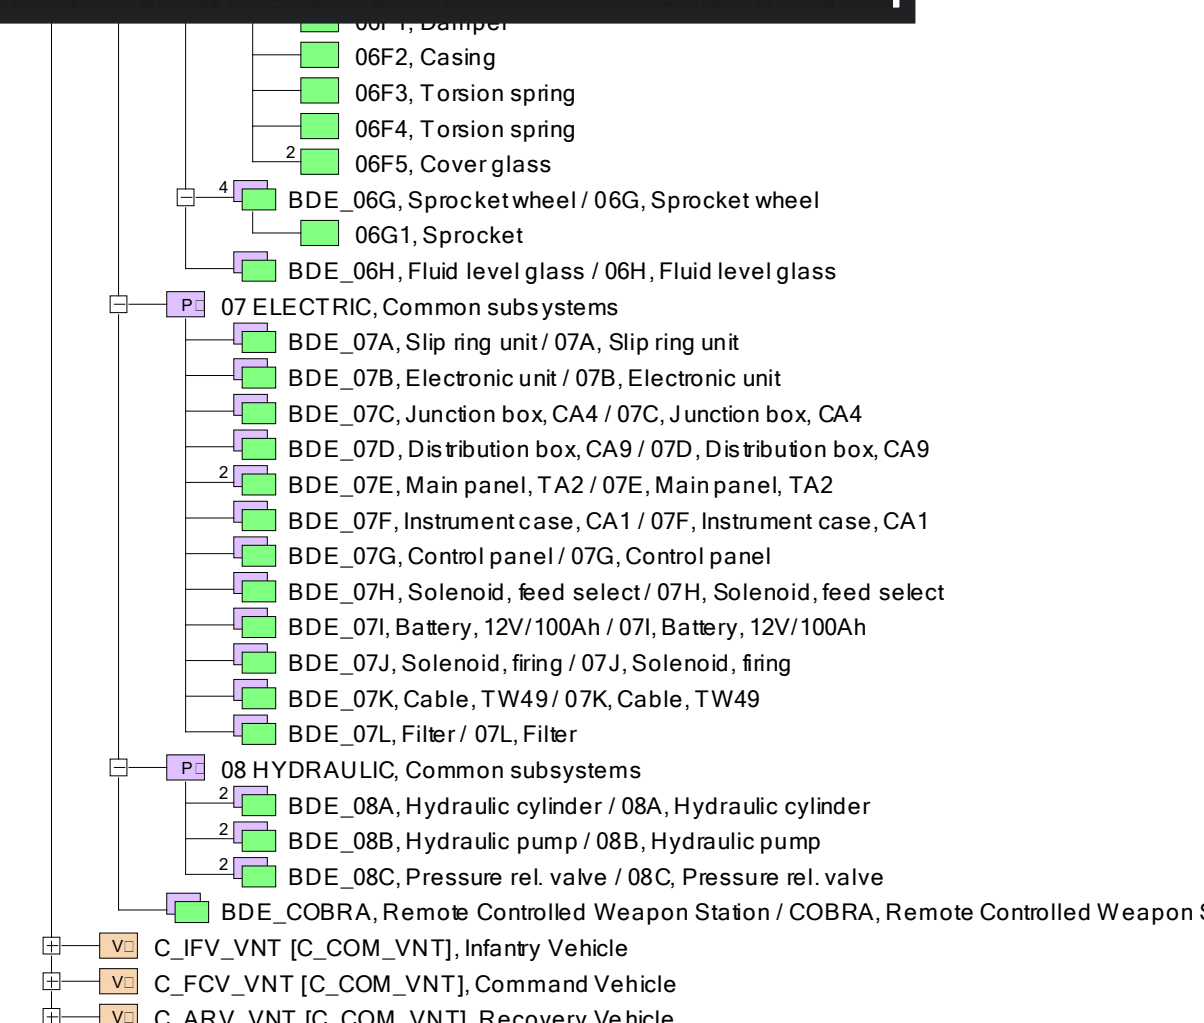 06F1, Damper
06F2, Casing
06F3, Torsion spring
06F4, Torsion spring
2 06F5, Cover glass
4 BDE_06G, Sprocket wheel / 06G, Sprocket wheel
06G1, Sprocket
BDE_06H, Fluid level glass / 06H, Fluid level glass
P 07 ELECTRIC, Common subsystems
BDE_07A, Slip ring unit / 07A, Slip ring unit
BDE_07B, Electronic unit / 07B, Electronic unit
BDE_07C, Junction box, CA4 / 07C, Junction box, CA4
BDE_07D, Distribution box, CA9 / 07D, Distribution box, CA9
2 BDE_07E, Main panel, TA2 / 07E, Main panel, TA2
BDE_07F, Instrument case, CA1 / 07F, Instrument case, CA1
BDE_07G, Control panel / 07G, Control panel
BDE_07H, Solenoid, feed select / 07H, Solenoid, feed select
BDE_07I, Battery, 12V/100Ah / 07I, Battery, 12V/100Ah
BDE_07J, Solenoid, firing / 07J, Solenoid, firing
BDE_07K, Cable, TW49 / 07K, Cable, TW49
BDE_07L, Filter / 07L, Filter
P 08 HYDRAULIC, Common subsystems
2 BDE_08A, Hydraulic cylinder / 08A, Hydraulic cylinder
2 BDE_08B, Hydraulic pump / 08B, Hydraulic pump
2 BDE_08C, Pressure rel. valve / 08C, Pressure rel. valve
BDE_COBRA, Remote Controlled Weapon Station / COBRA, Remote Controlled Weapon
V C_IFV_VNT [C_COM_VNT], Infantry Vehicle
V C_FCV_VNT [C_COM_VNT], Command Vehicle
V C_ARV_VNT [C_COM_VNT], Recovery Vehicle